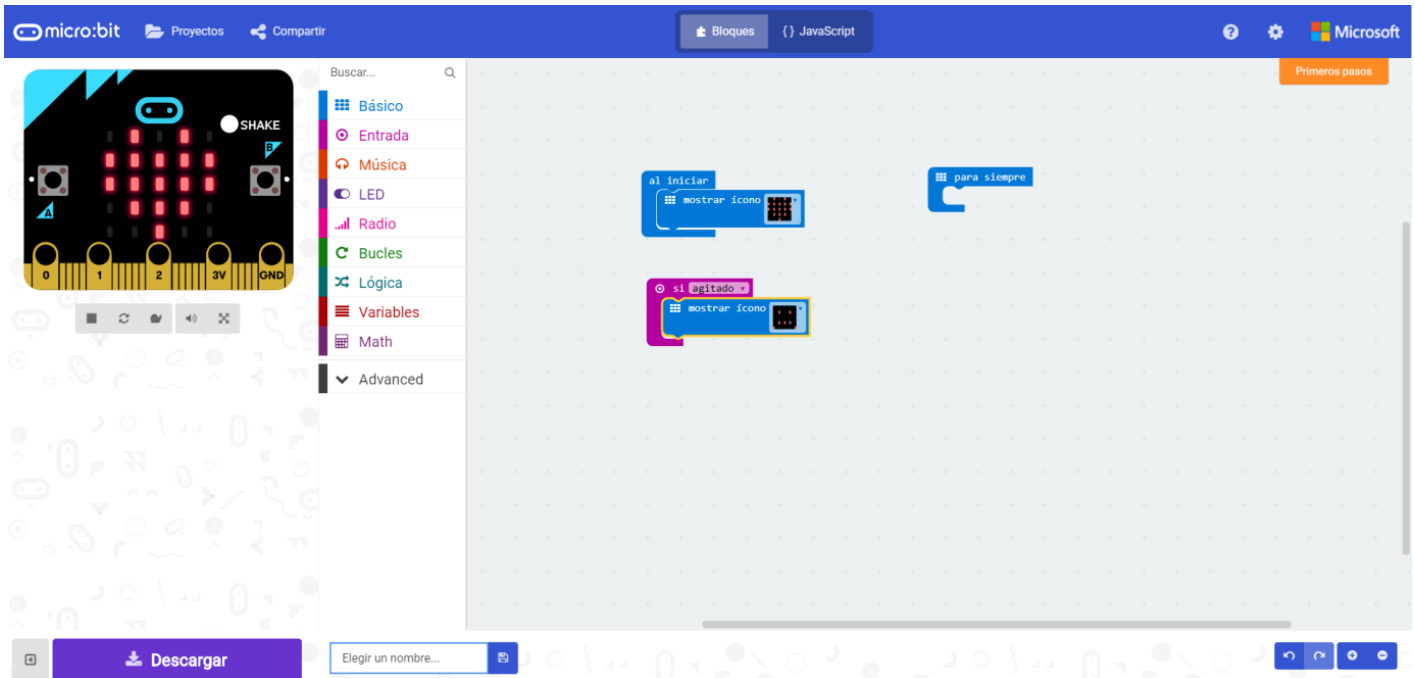 micro:bit Proyectos Compartir Bloques {} JavaScript Microsoft
Primeros pasos
Buscar...
Básico
Entrada
Música
LED
Radio
Bucles
Lógica
Variables
Math
Advanced
SHAKE
B
A
0 1 2 3V GND
al iniciar
mostrar ícono
para siempre
si agitado
mostrar ícono
Descargar
Elegir un nombre...